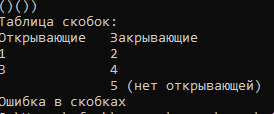 ()())
Таблица скобок:
Открывающие Закрывающие
1 2
3 4
5 (нет открывающей)
Ошибка в скобках